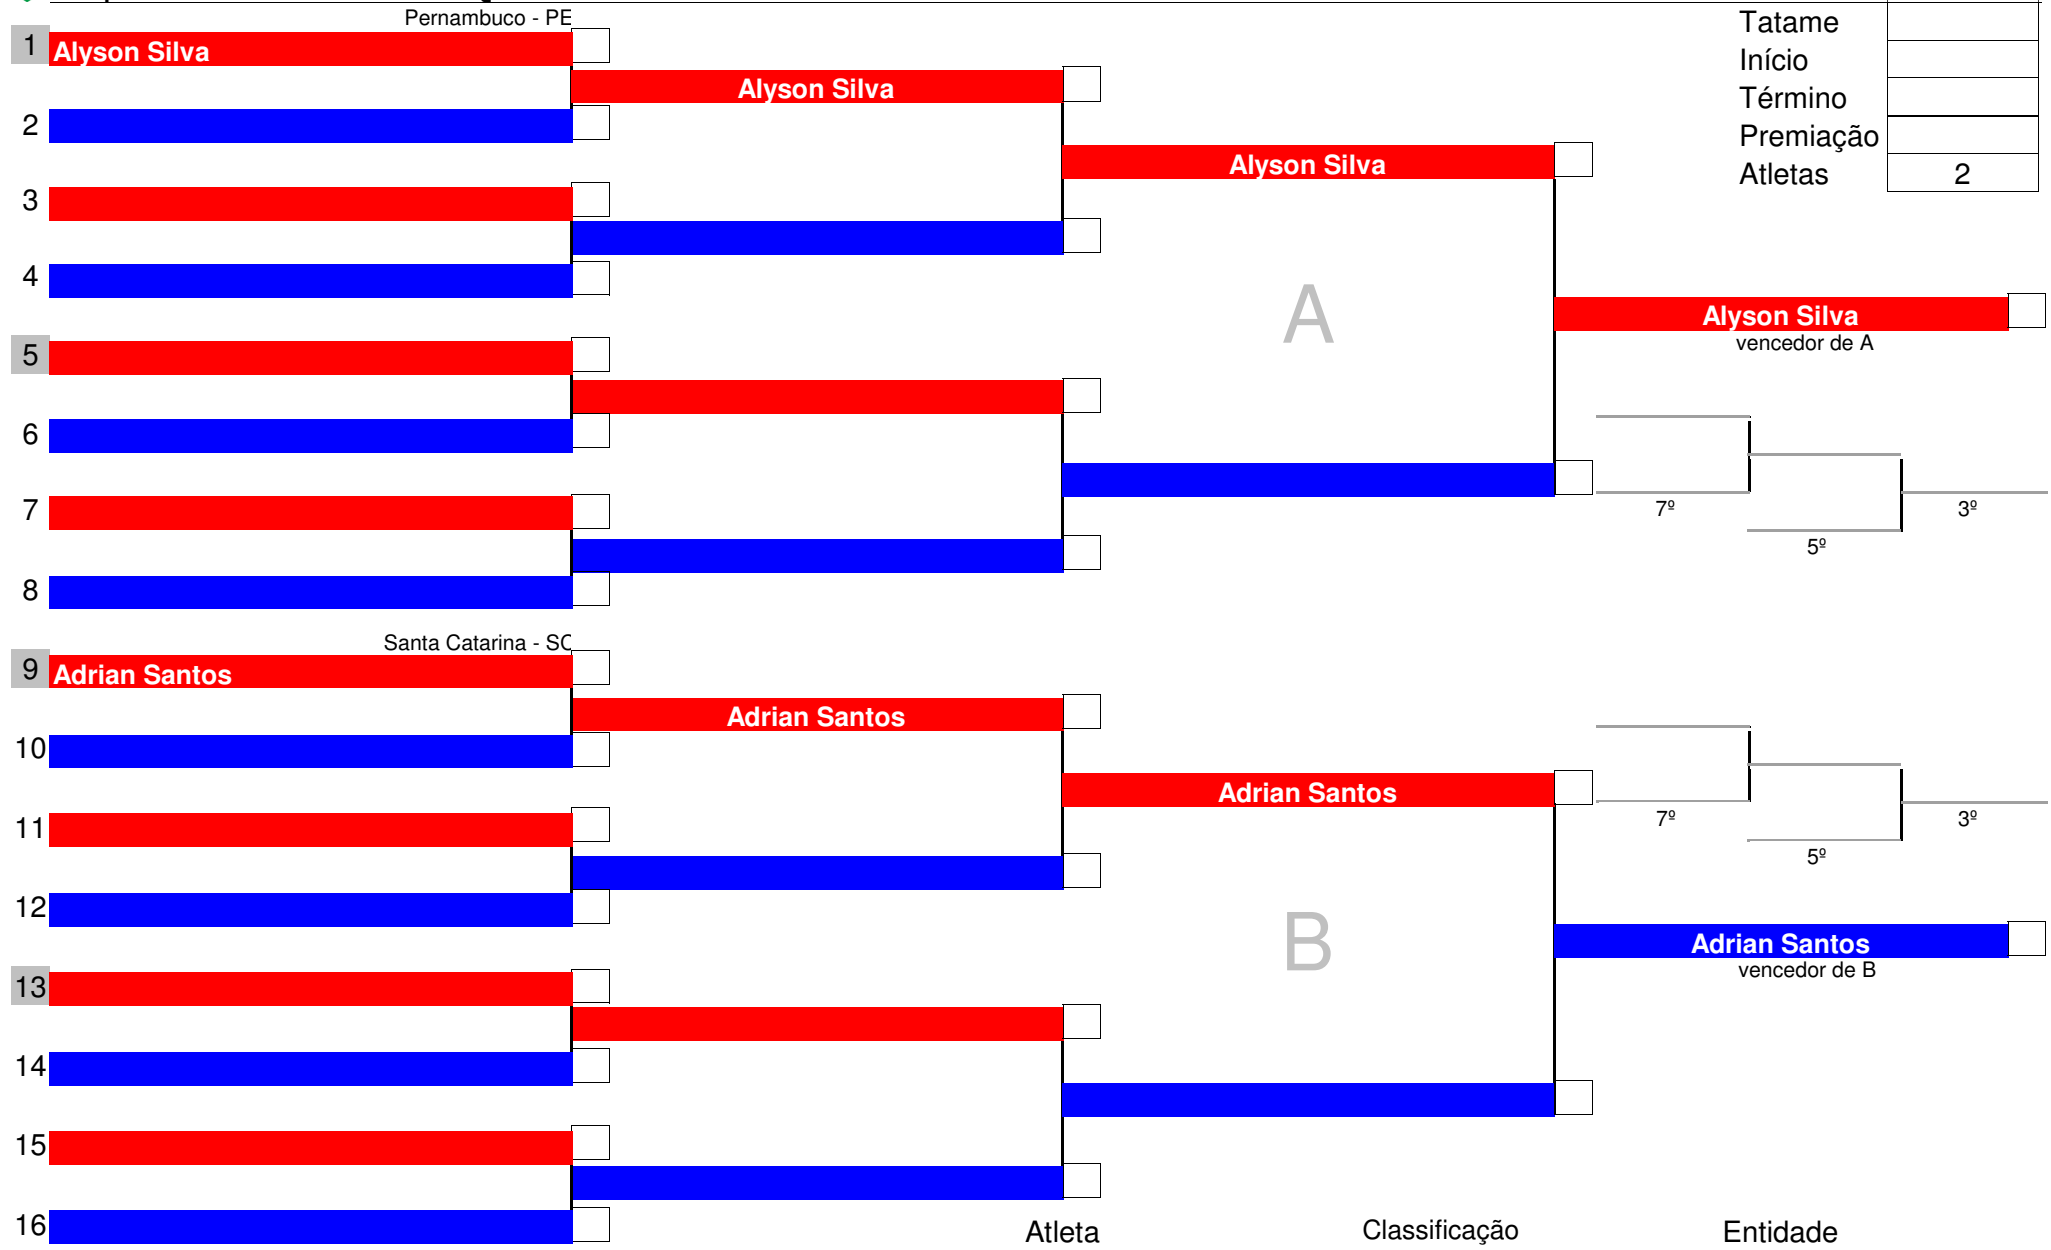 Pernambuco - PE
Tatame
1 Alyson Silva
Início
Alyson Silva
Término
2
Premiação
Alyson Silva
Atletas 2
3
4
Alyson Silva
vencedor de A
A
5
6
7
7º
3º
5º
8
Santa Catarina - SC
9 Adrian Santos
Adrian Santos
10
Adrian Santos
11
7º
3º
5º
12
B
Adrian Santos
vencedor de B
13
14
15
16
Atleta Classificação Entidade